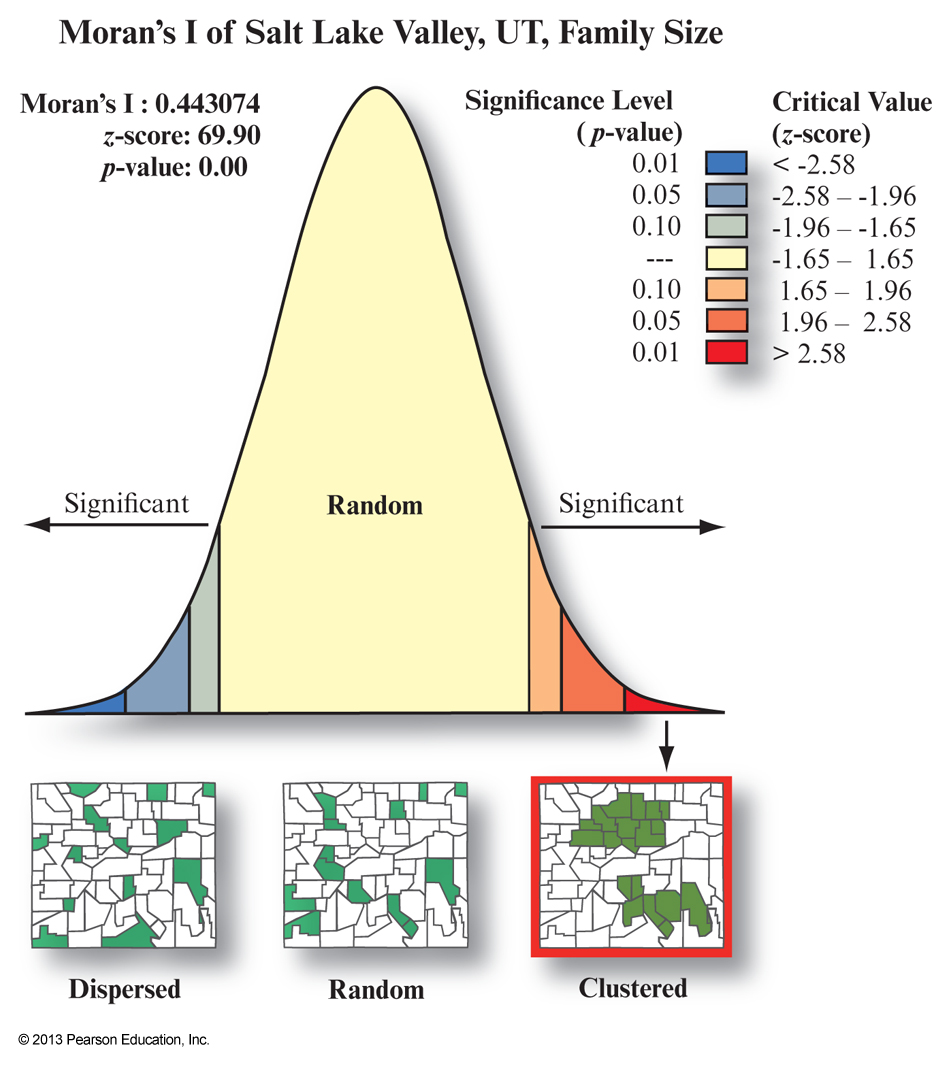 Moran's I of Salt Lake Valley, UT, Family Size
Moran's I : 0.443074
z-score: 69.90
p-value: 0.00
Significance Level
( p-value)
Critical Value
(z-score)
0.01 < -2.58
0.05 -2.58 – -1.96
0.10 -1.96 – -1.65
--- -1.65 – 1.65
0.10 1.65 – 1.96
0.05 1.96 – 2.58
0.01 > 2.58
Significant
Random
Significant
Dispersed
Random
Clustered
© 2013 Pearson Education, Inc.